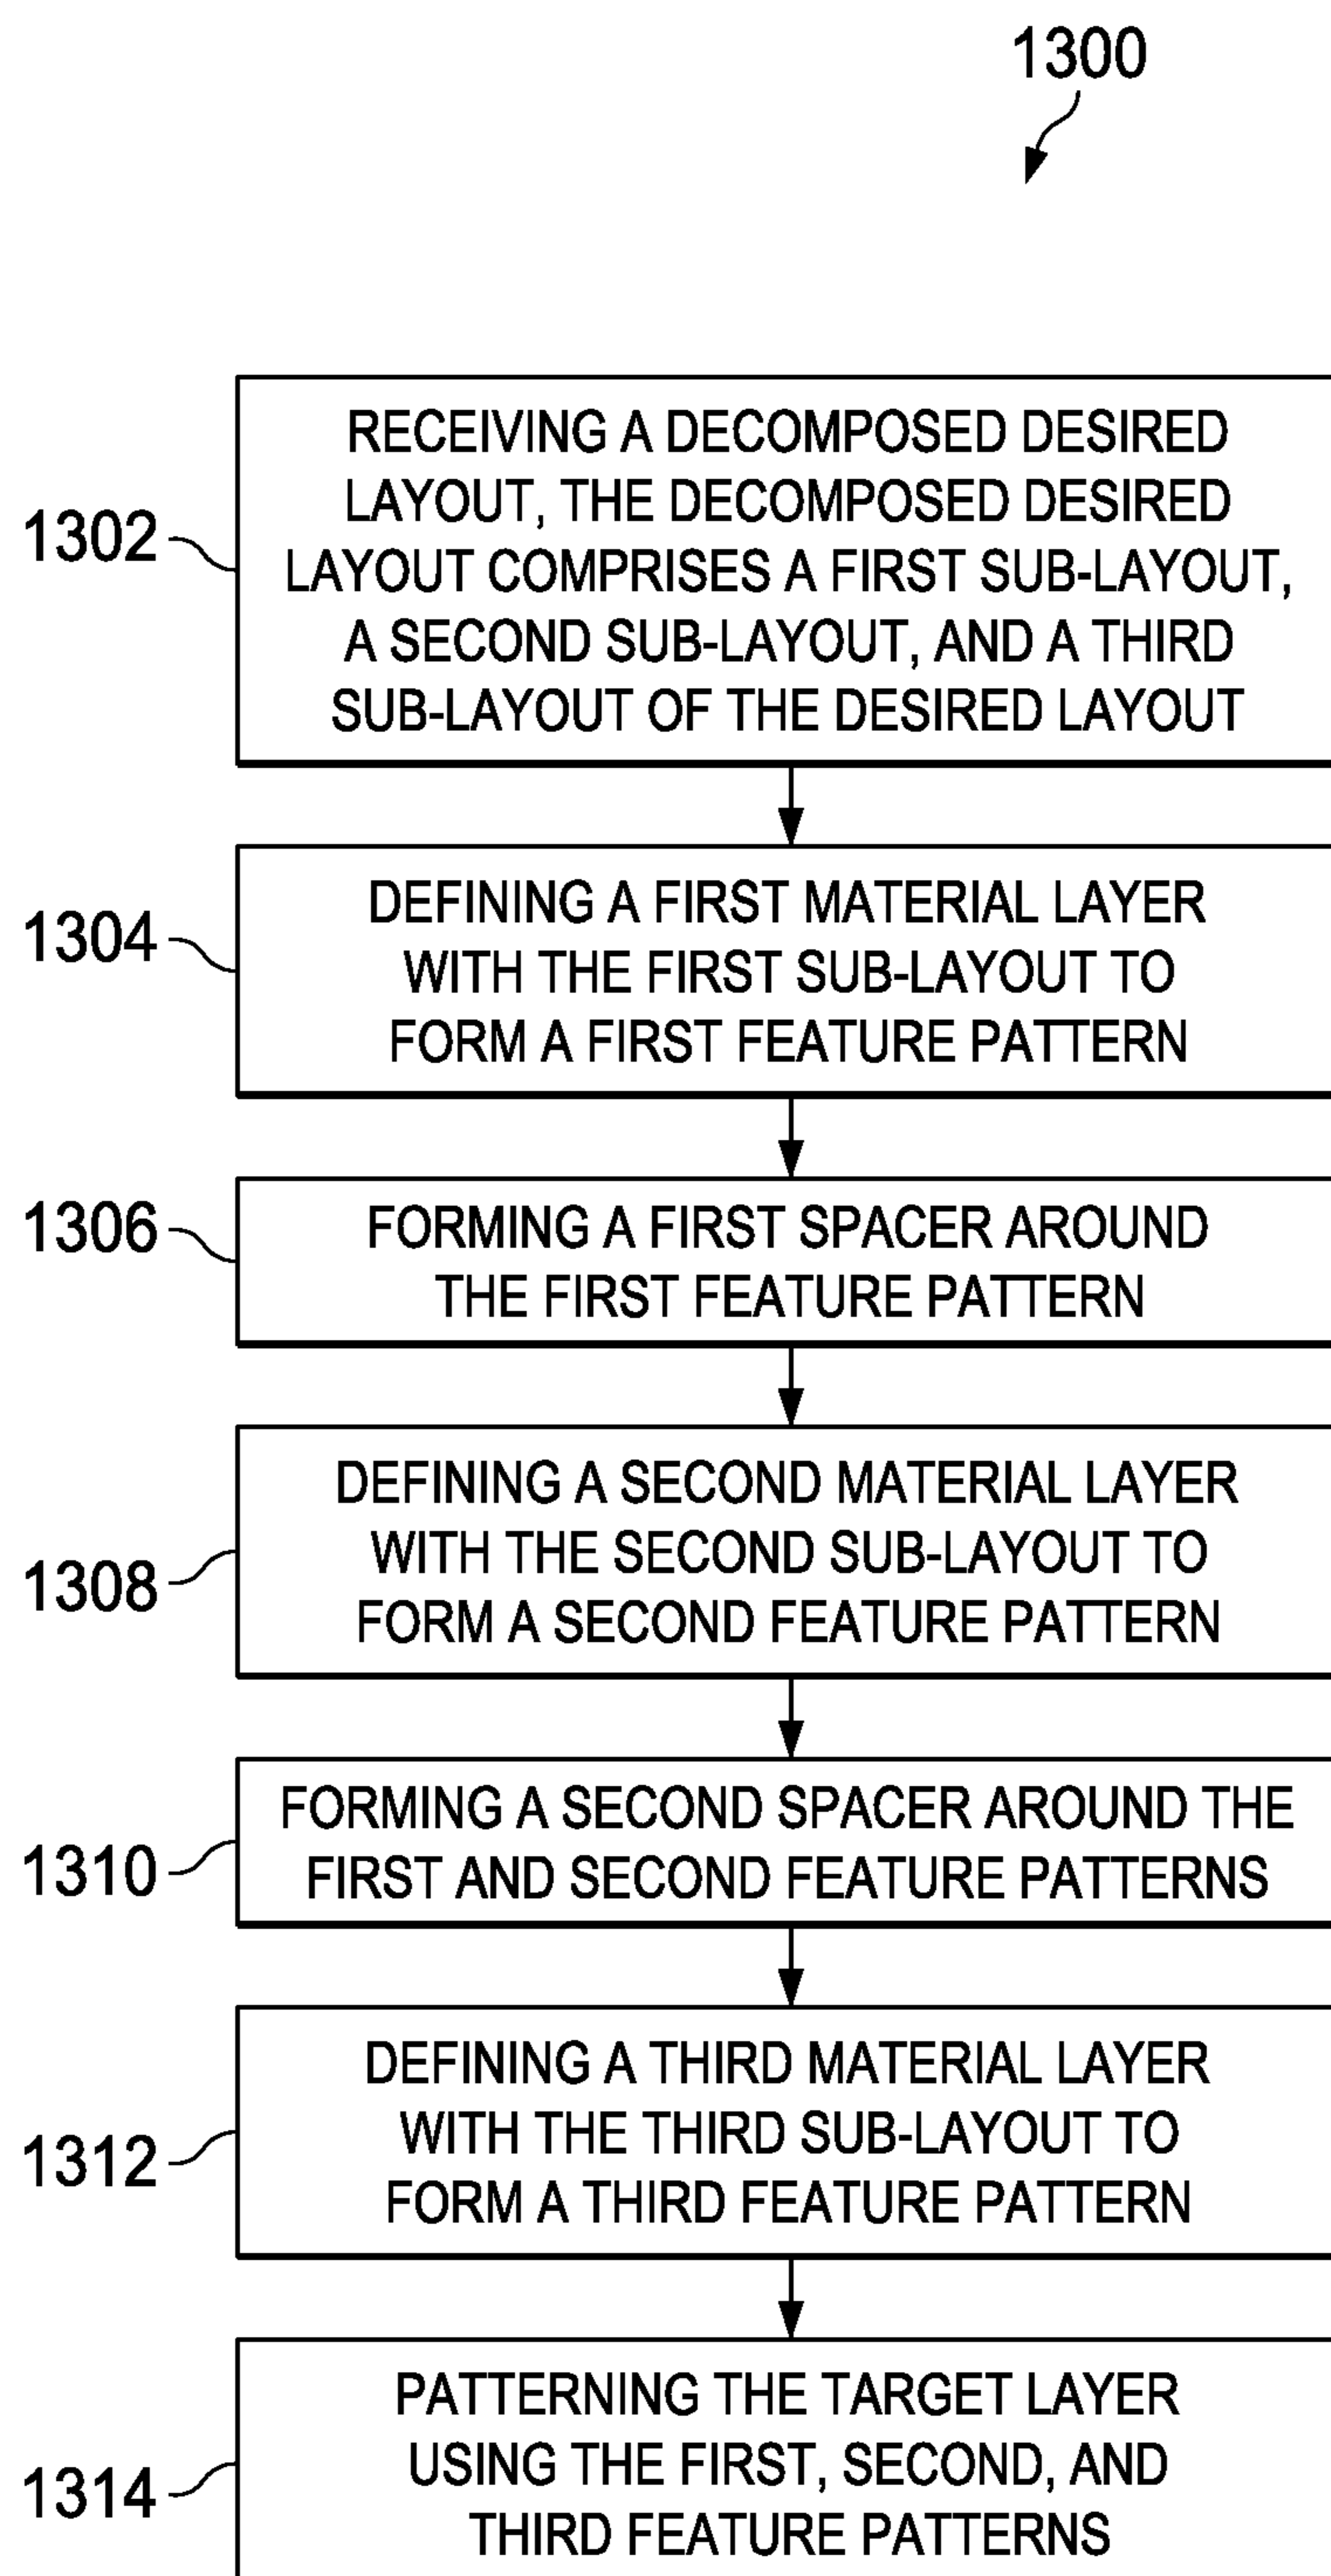 1300
1302
RECEIVING A DECOMPOSED DESIRED
LAYOUT, THE DECOMPOSED DESIRED
LAYOUT COMPRISES A FIRST SUB-LAYOUT,
A SECOND SUB-LAYOUT, AND A THIRD
SUB-LAYOUT OF THE DESIRED LAYOUT
1304
DEFINING A FIRST MATERIAL LAYER
WITH THE FIRST SUB-LAYOUT TO
FORM A FIRST FEATURE PATTERN
1306
FORMING A FIRST SPACER AROUND
THE FIRST FEATURE PATTERN
1308
DEFINING A SECOND MATERIAL LAYER
WITH THE SECOND SUB-LAYOUT TO
FORM A SECOND FEATURE PATTERN
1310
FORMING A SECOND SPACER AROUND THE
FIRST AND SECOND FEATURE PATTERNS
1312
DEFINING A THIRD MATERIAL LAYER
WITH THE THIRD SUB-LAYOUT TO
FORM A THIRD FEATURE PATTERN
1314
PATTERNING THE TARGET LAYER
USING THE FIRST, SECOND, AND
THIRD FEATURE PATTERNS